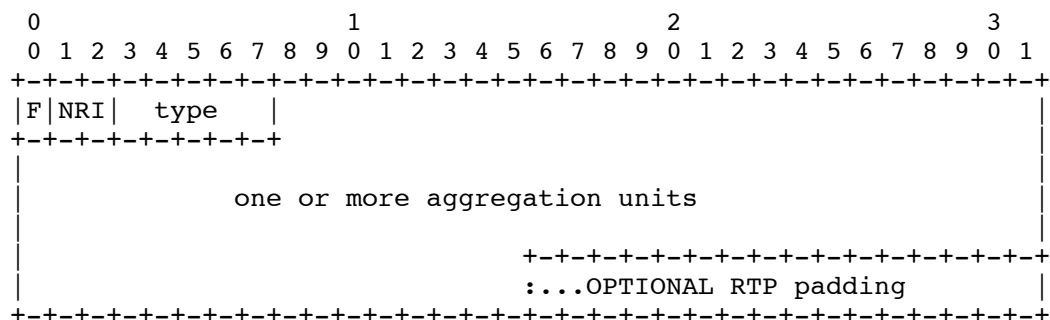 0                   1                   2                   3
 0 1 2 3 4 5 6 7 8 9 0 1 2 3 4 5 6 7 8 9 0 1 2 3 4 5 6 7 8 9 0 1
+-+-+-+-+-+-+-+-+-+-+-+-+-+-+-+-+-+-+-+-+-+-+-+-+-+-+-+-+-+-+-+-+
|F|NRI|  type   |                                               |
+-+-+-+-+-+-+-+-+                                               |
|                                                               |
|             one or more aggregation units                     |
|                                                               |
|                               +-+-+-+-+-+-+-+-+-+-+-+-+-+-+-+-+
|                               :...OPTIONAL RTP padding        |
+-+-+-+-+-+-+-+-+-+-+-+-+-+-+-+-+-+-+-+-+-+-+-+-+-+-+-+-+-+-+-+-+